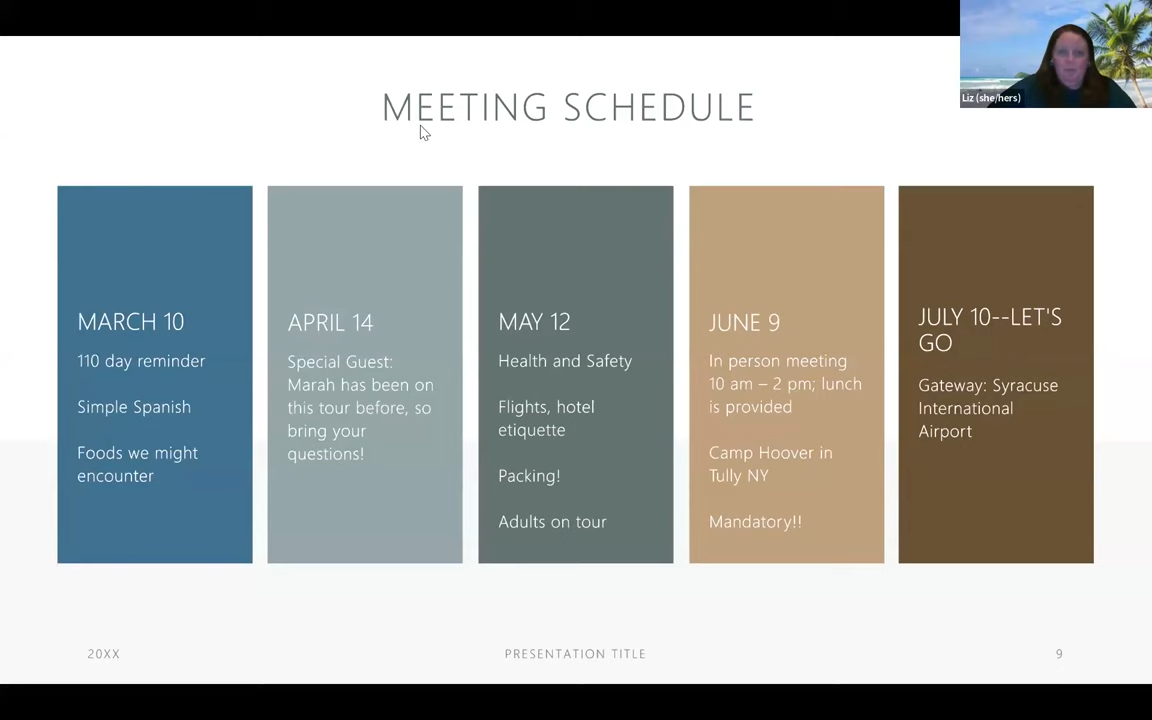 Liz (she/hers)
MEETING SCHEDULE
MARCH 10
110 day reminder
Simple Spanish
Foods we might
encounter
APRIL 14
Special Guest:
Marah has been on
this tour before, so
bring your
questions!
MAY 12
Health and Safety
Flights, hotel
etiquette
Packing!
Adults on tour
JUNE 9
In person meeting
10 am – 2 pm; lunch
is provided
Camp Hoover in
Tully NY
Mandatory!!
JULY 10--LET'S
GO
Gateway: Syracuse
International
Airport
20XX
PRESENTATION TITLE
9